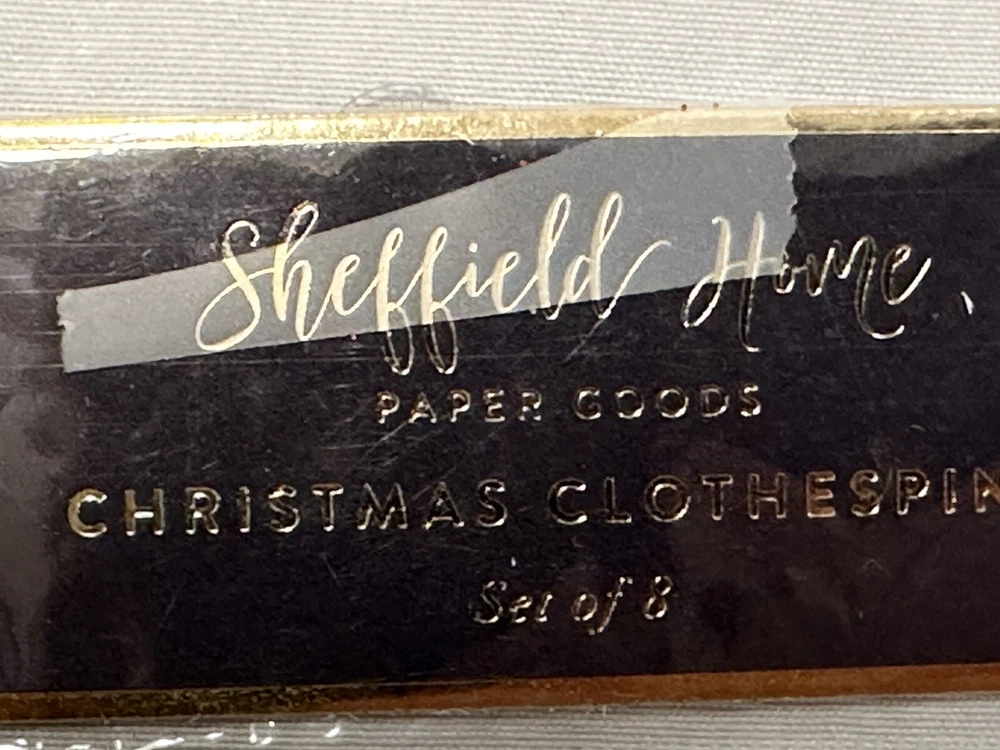 Sheffield Home
PAPER GOODS
CHRISTMAS CLOTHESPIN
Set of 8